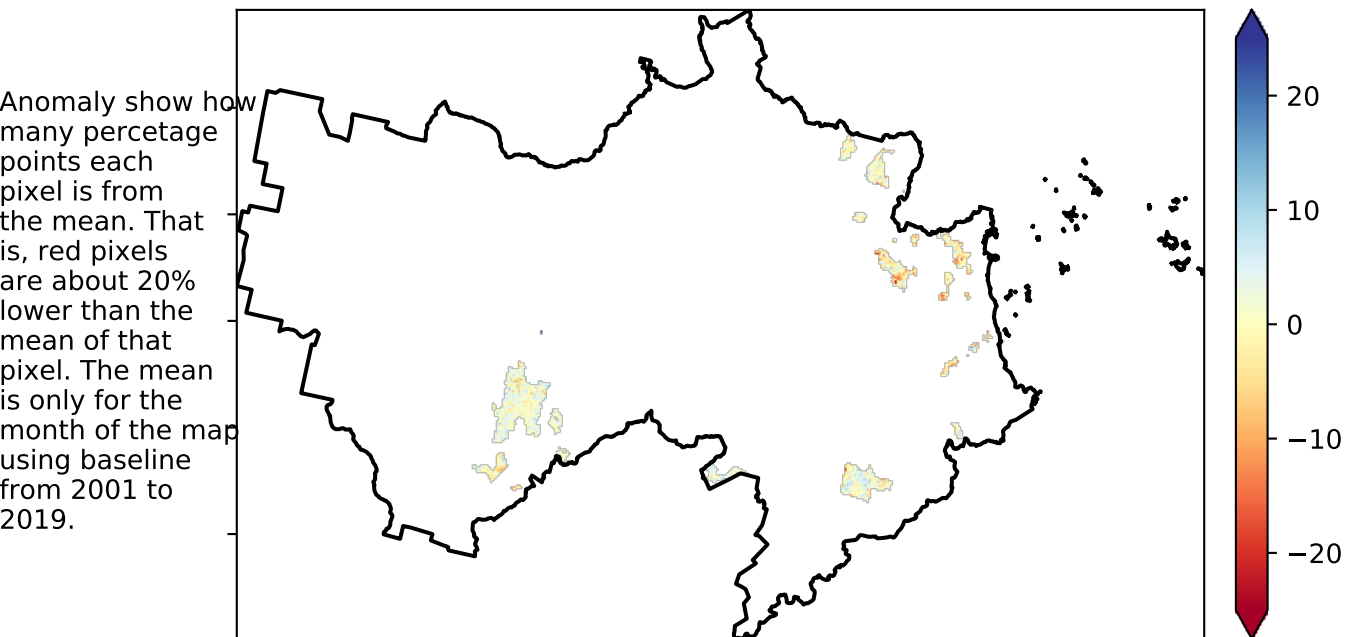 Anomaly show how
many percetage
points each
pixel is from
the mean. That
is, red pixels
are about 20%
lower than the
mean of that
pixel. The mean
is only for the
month of the map
using baseline
from 2001 to
2019.
20
10
0
−10
−20